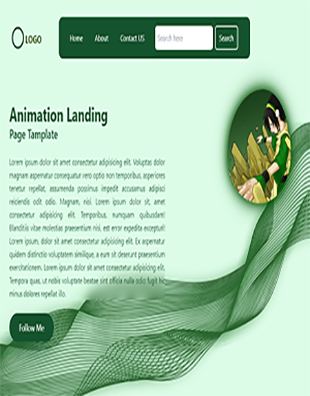 LOGO
Home About Contact US Search here Search
Animation Landing
Page Tamplate
Lorem ipsum dolor sit amet consectetur adipisicing elit. Voluptas dolor
magnam aspernatur consequatur vero optio non temporibus, asperiores
tenetur repellat, assumenda possimus impedit accusamus adipisci
reiciendis odit odio. Magnam, nisi. Lorem ipsum dolor sit, amet
consectetur adipisicing elit. Temporibus, numquam quibusdam!
Blanditiis vitae molestias praesentium nisi, est error expedita excepturi!
Lorem ipsum, dolor sit amet consectetur adipisicing elit. Ex aspernatur
quidem distinctio voluptatem similique, a eum sit deserunt praesentium
exercitationem. Lorem ipsum dolor sit amet consectetur adipisicing elit.
Tempora quas, ut nobis voluptate beatae sint officia nulla odio fugit hic
minus dolores repellat illo.
Follow Me